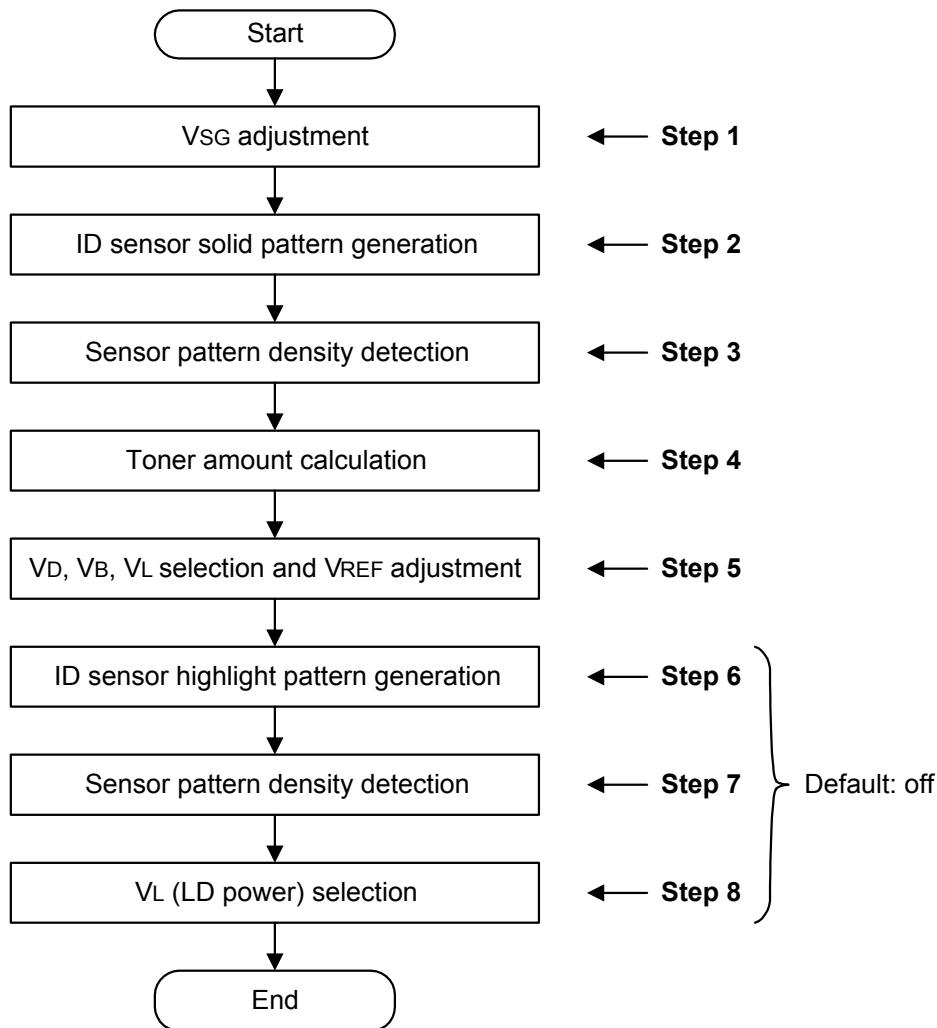 Start
VSG adjustment
Step 1
ID sensor solid pattern generation
Step 2
Sensor pattern density detection
Step 3
Toner amount calculation
Step 4
VD, VB, VL selection and VREF adjustment
Step 5
ID sensor highlight pattern generation
Step 6
Sensor pattern density detection
Step 7
Default: off
VL (LD power) selection
Step 8
End